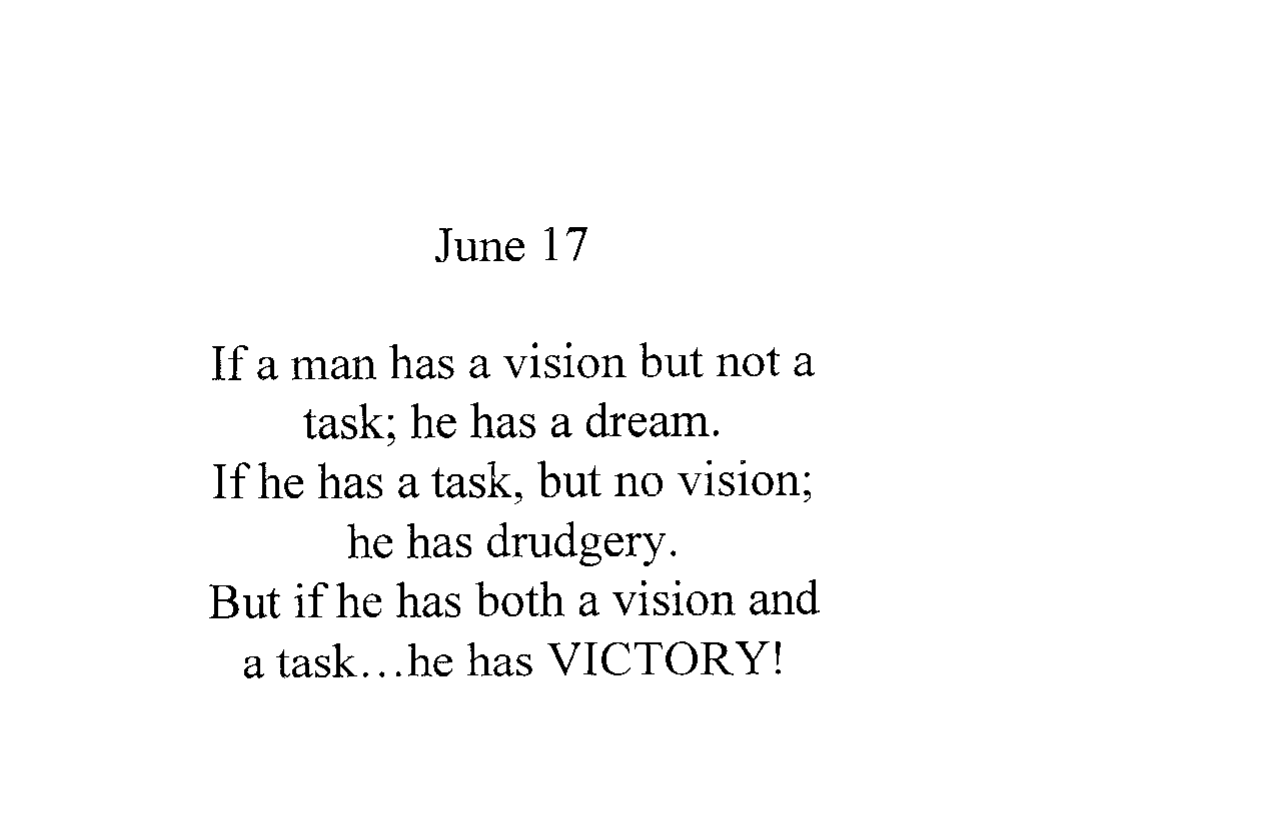 June 17
If a man has a vision but not a
task; he has a dream.
If he has a task, but no vision;
he has drudgery.
But if he has both a vision and
a task…he has VICTORY!